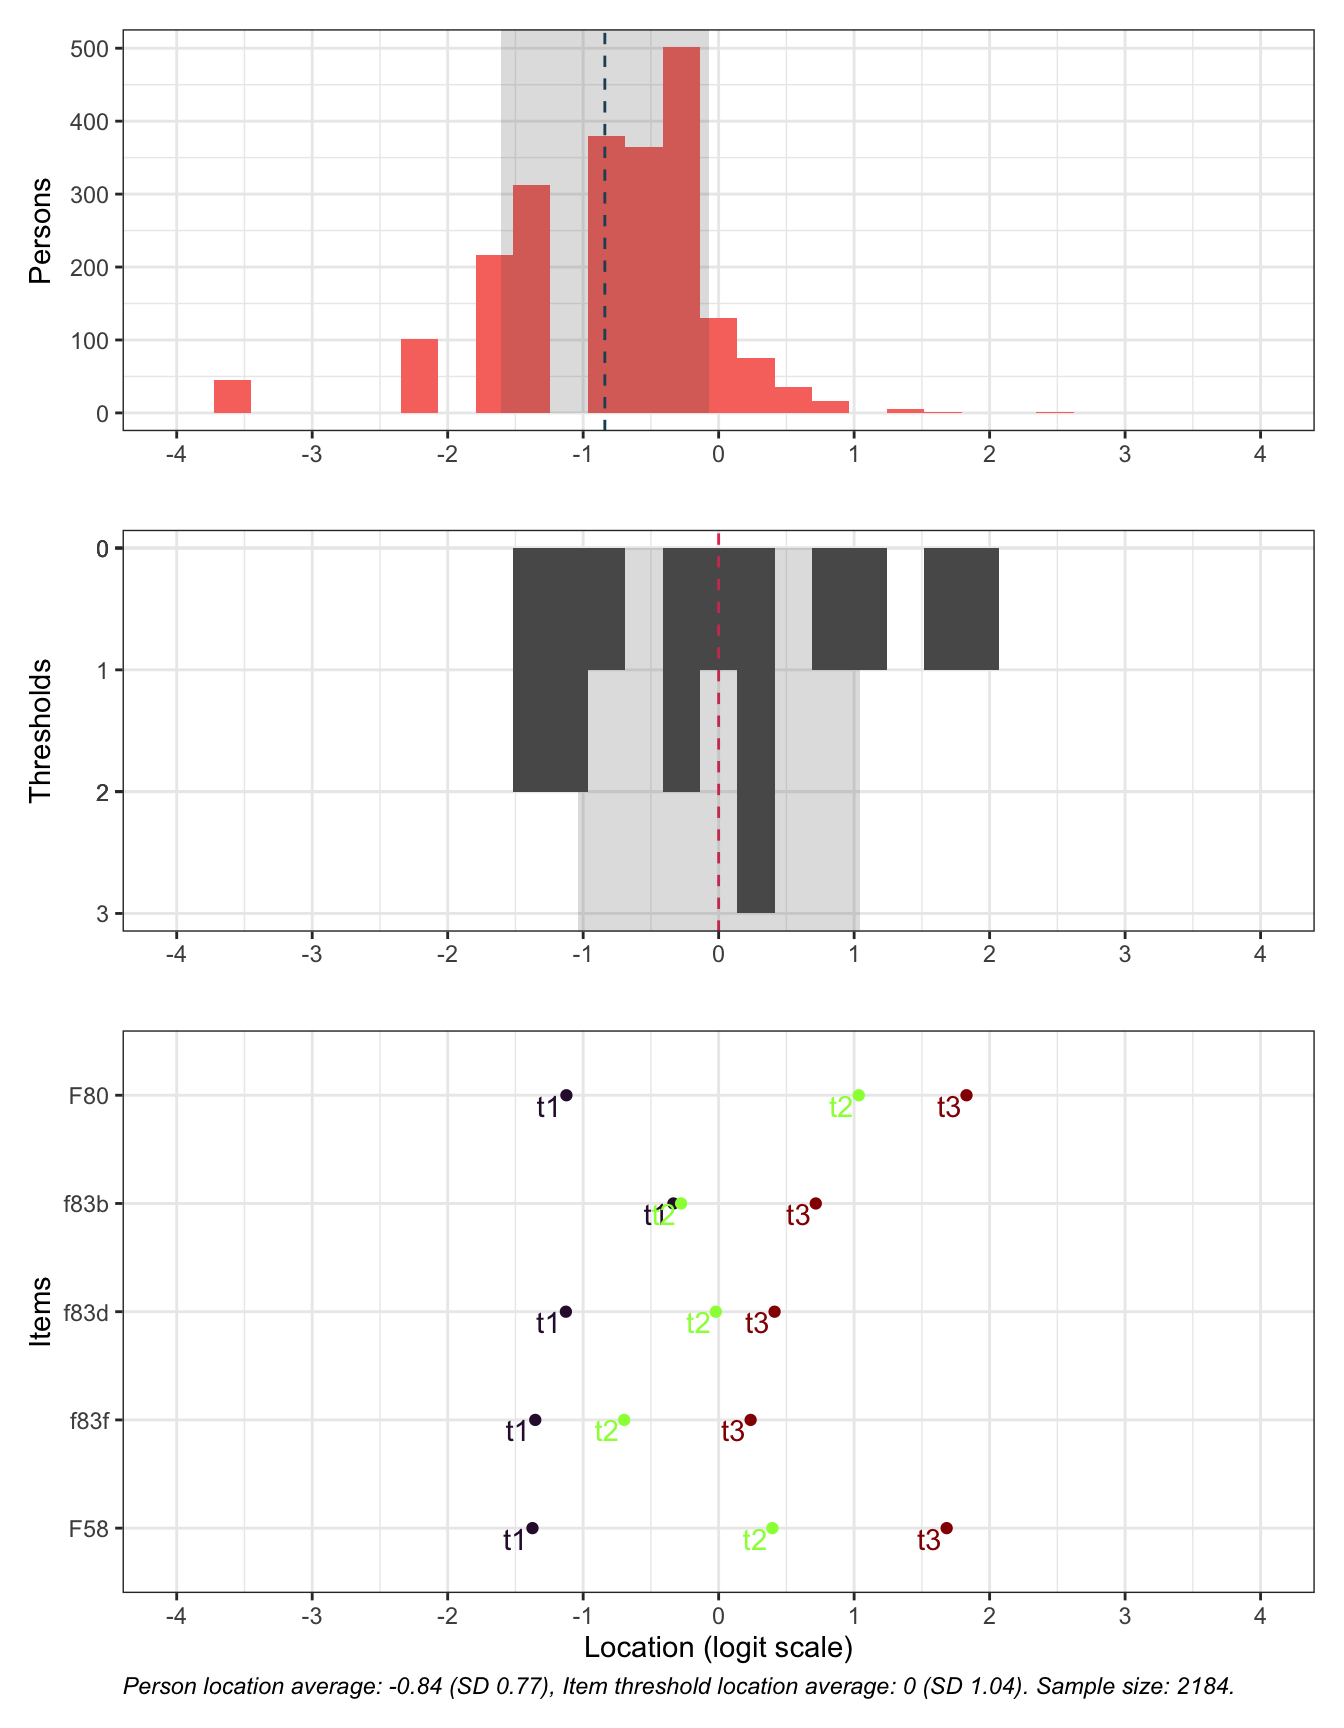 Persons
500
400
300
200
100
0
-4 -3 -2 -1 0 1 2 3 4
Thresholds
0
1
2
3
-4 -3 -2 -1 0 1 2 3 4
Items
F80 t1 t2 t3
f83b t1 t2 t3
f83d t1 t2 t3
f83f t1 t2 t3
F58 t1 t2 t3
-4 -3 -2 -1 0 1 2 3 4
Location (logit scale)
Person location average: -0.84 (SD 0.77), Item threshold location average: 0 (SD 1.04). Sample size: 2184.